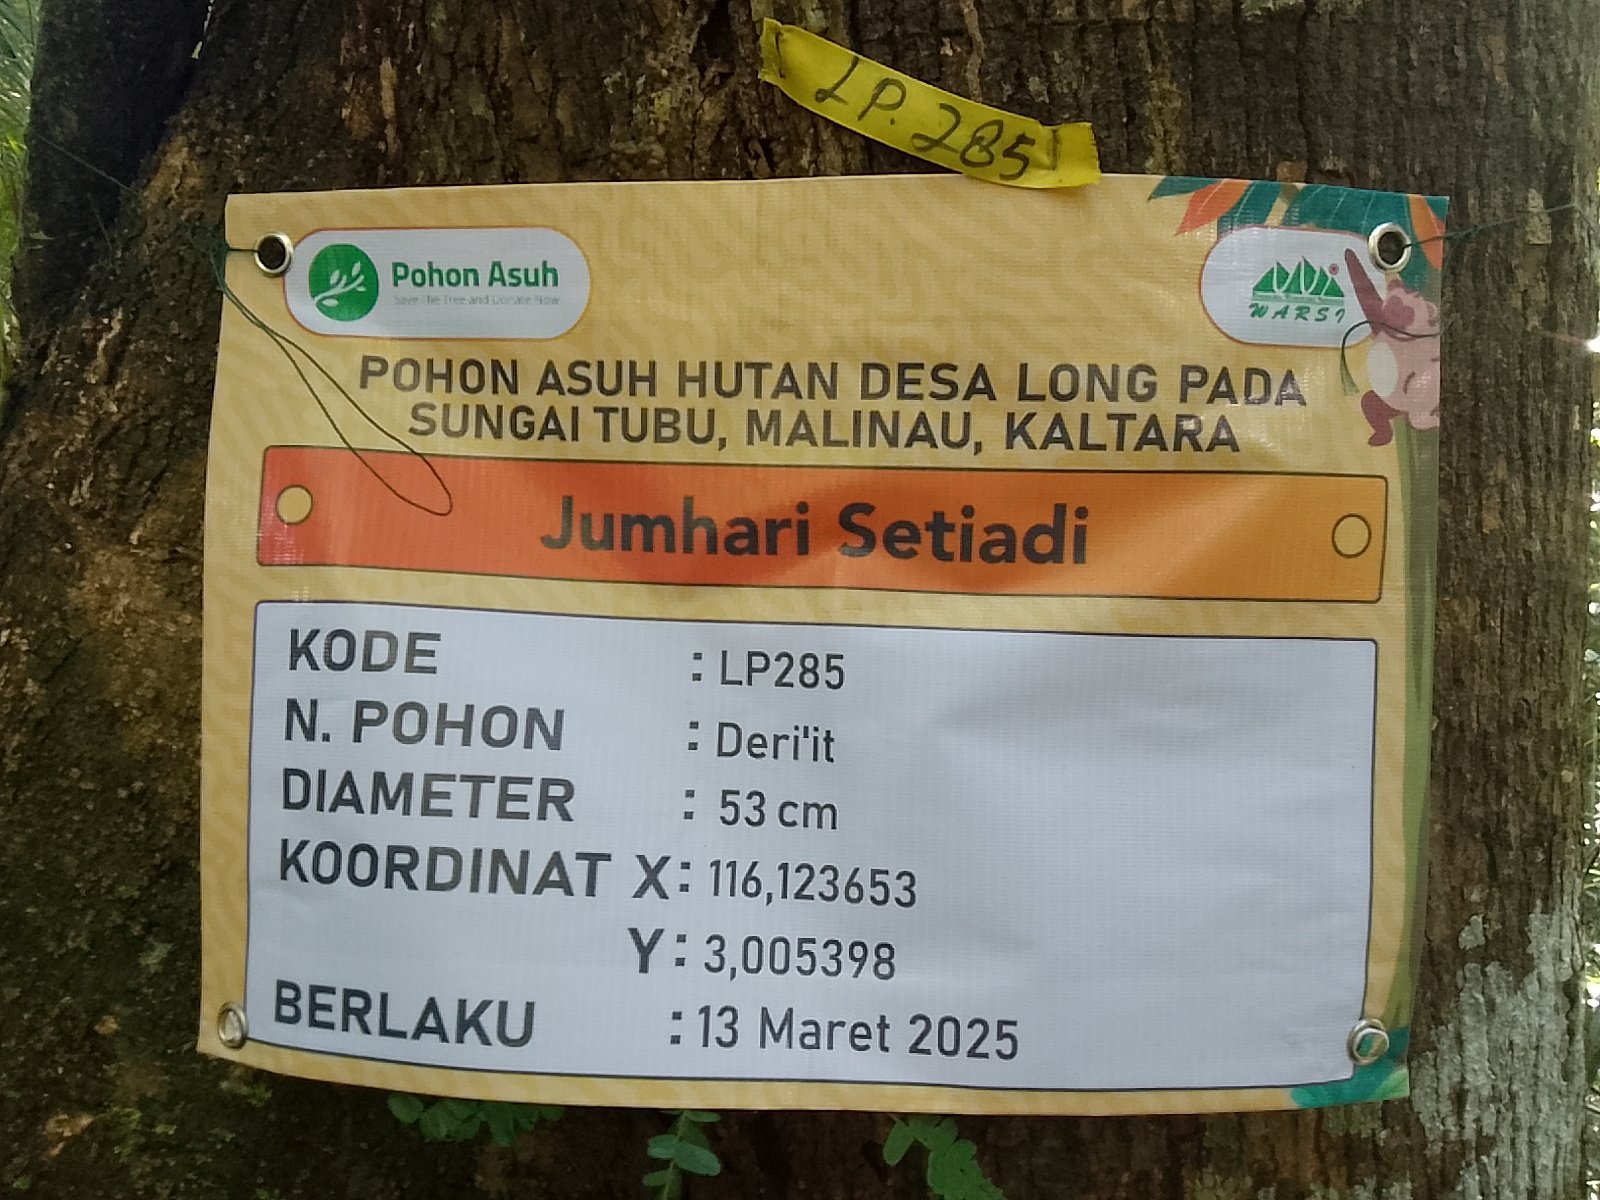 LP. 285
Pohon Asuh
Save The Tree and Donate Now
WARSI
POHON ASUH HUTAN DESA LONG PADA
SUNGAI TUBU, MALINAU, KALTARA
Jumhari Setiadi
KODE : LP285
N. POHON : Deri'it
DIAMETER : 53 cm
KOORDINAT X : 116,123653
Y : 3,005398
BERLAKU : 13 Maret 2025